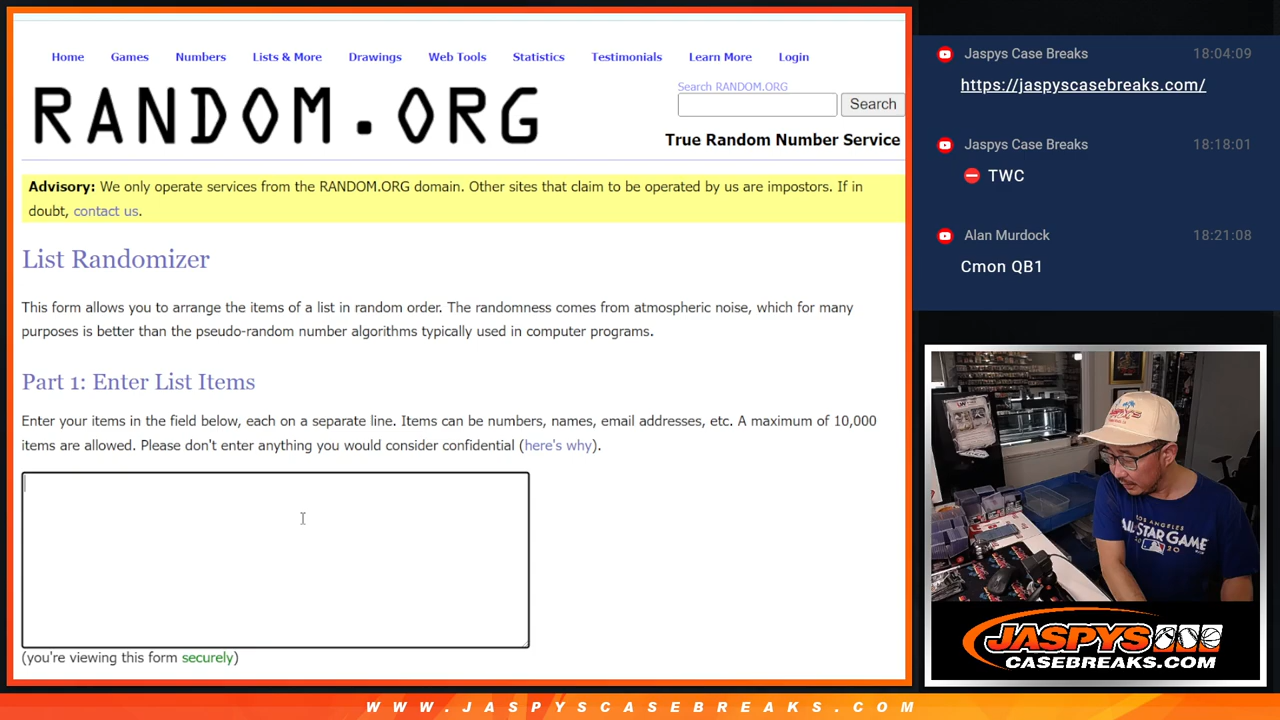 Home Games Numbers Lists & More Drawings Web Tools Statistics Testimonials Learn More Login
RANDOM.ORG
Search RANDOM.ORG
Search
True Random Number Service
Advisory: We only operate services from the RANDOM.ORG domain. Other sites that claim to be operated by us are impostors. If in
doubt, contact us.
List Randomizer
This form allows you to arrange the items of a list in random order. The randomness comes from atmospheric noise, which for many
purposes is better than the pseudo-random number algorithms typically used in computer programs.
Part 1: Enter List Items
Enter your items in the field below, each on a separate line. Items can be numbers, names, email addresses, etc. A maximum of 10,000
items are allowed. Please don't enter anything you would consider confidential (here's why).
(you're viewing this form securely)
Jaspys Case Breaks 18:04:09
https://jaspyscasebreaks.com/
Jaspys Case Breaks 18:18:01
TWC
Alan Murdock 18:21:08
Cmon QB1
JASPYS
LOS ANGELES
ALL-STAR GAME
2020
JASPYS
CASEBREAKS.COM
WWW.JASPYSCASEBREAKS.COM